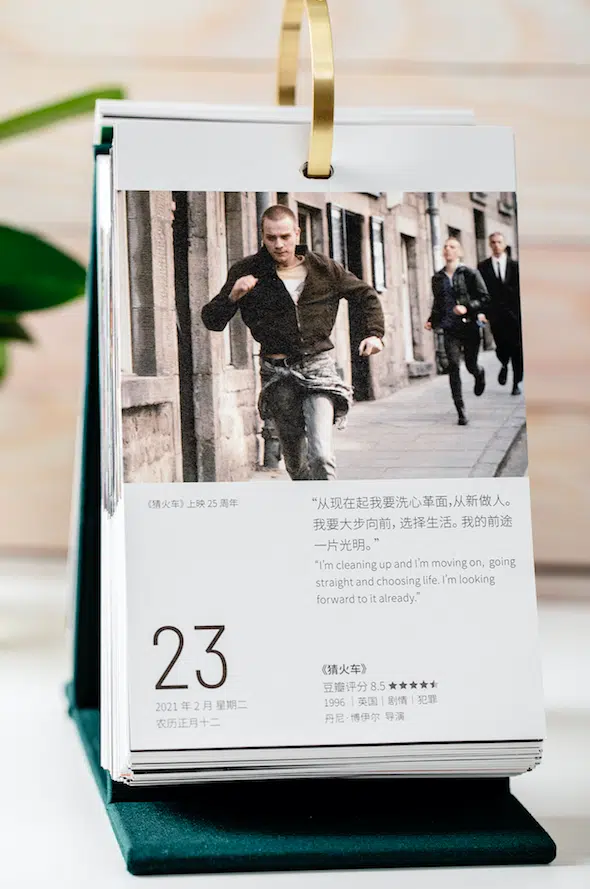 《猜火车》上映 25 周年
“从现在起我要洗心革面，从新做人。
我要大步向前，选择生活。我的前途
一片光明。”
“I’m cleaning up and I’m moving on, going
straight and choosing life. I’m looking
forward to it already.”
23
2021 年 2 月 星期二
农历正月十二
《猜火车》
豆瓣评分 8.5
1996 ｜ 英国 ｜ 剧情 ｜ 犯罪
丹尼·博伊尔 导演